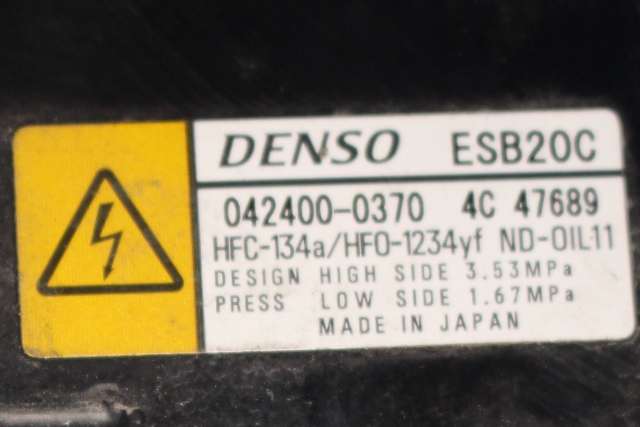 DENSO ESB20C
042400-0370 4C 47689
HFC-134a/HFO-1234yf ND-OIL11
DESIGN HIGH SIDE 3.53MPa
PRESS LOW SIDE 1.67MPa
MADE IN JAPAN